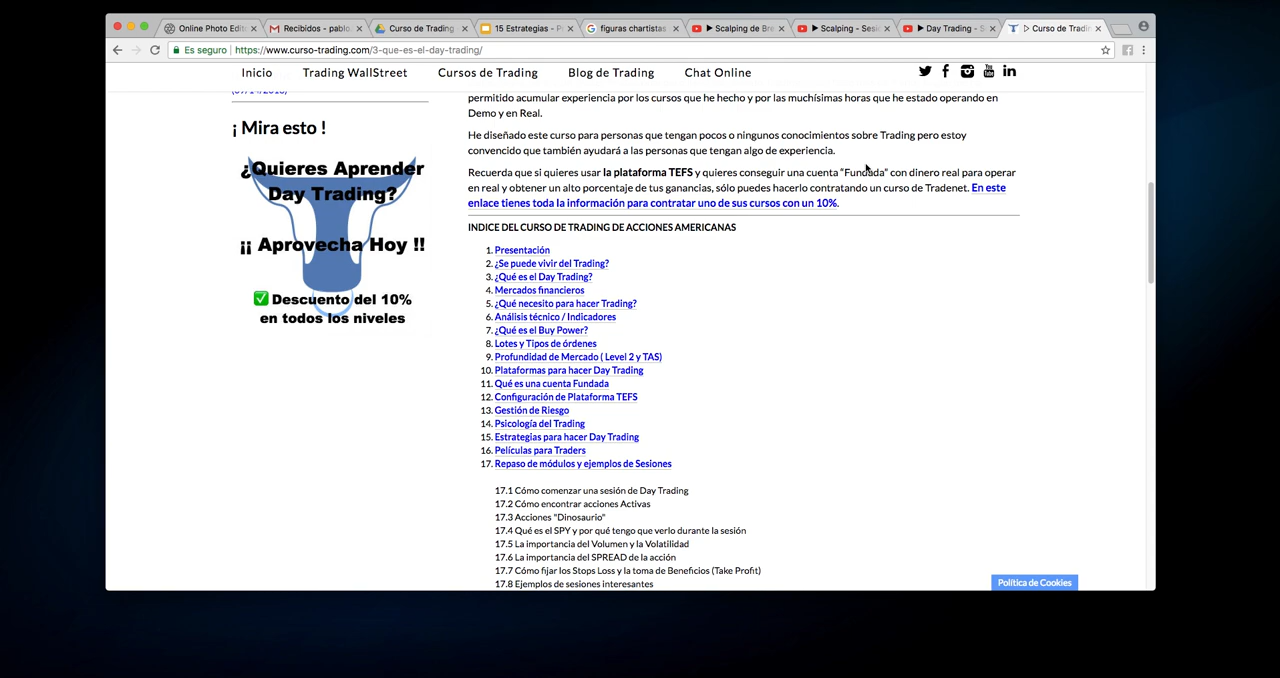 Online Photo Edit
Recibidos - pablo.
Curso de Trading
15 Estrategias - P
figuras chartistas
Scalping de Bre
Scalping - Sesi
Day Trading - S
Curso de Tradin
Es seguro | https://www.curso-trading.com/3-que-es-el-day-trading/
Inicio Trading WallStreet Cursos de Trading Blog de Trading Chat Online
permitido acumular experiencia por los cursos que he hecho y por las muchísimas horas que he estado operando en
Demo y en Real.
¡ Mira esto !
¿Quieres Aprender
Day Trading?
¡¡ Aprovecha Hoy !!
Descuento del 10%
en todos los niveles
He diseñado este curso para personas que tengan pocos o ningunos conocimientos sobre Trading pero estoy
convencido que también ayudará a las personas que tengan algo de experiencia.
Recuerda que si quieres usar la plataforma TEFS y quieres conseguir una cuenta “Fundada” con dinero real para operar
en real y obtener un alto porcentaje de tus ganancias, sólo puedes hacerlo contratando un curso de Tradenet. En este
enlace tienes toda la información para contratar uno de sus cursos con un 10%.
INDICE DEL CURSO DE TRADING DE ACCIONES AMERICANAS
1. Presentación
2. ¿Se puede vivir del Trading?
3. ¿Qué es el Day Trading?
4. Mercados financieros
5. ¿Qué necesito para hacer Trading?
6. Análisis técnico / Indicadores
7. ¿Qué es el Buy Power?
8. Lotes y Tipos de órdenes
9. Profundidad de Mercado ( Level 2 y TAS)
10. Plataformas para hacer Day Trading
11. Qué es una cuenta Fundada
12. Configuración de Plataforma TEFS
13. Gestión de Riesgo
14. Psicología del Trading
15. Estrategias para hacer Day Trading
16. Películas para Traders
17. Repaso de módulos y ejemplos de Sesiones
17.1 Cómo comenzar una sesión de Day Trading
17.2 Cómo encontrar acciones Activas
17.3 Acciones "Dinosaurio"
17.4 Qué es el SPY y por qué tengo que verlo durante la sesión
17.5 La importancia del Volumen y la Volatilidad
17.6 La importancia del SPREAD de la acción
17.7 Cómo fijar los Stops Loss y la toma de Beneficios (Take Profit)
17.8 Ejemplos de sesiones interesantes
Política de Cookies